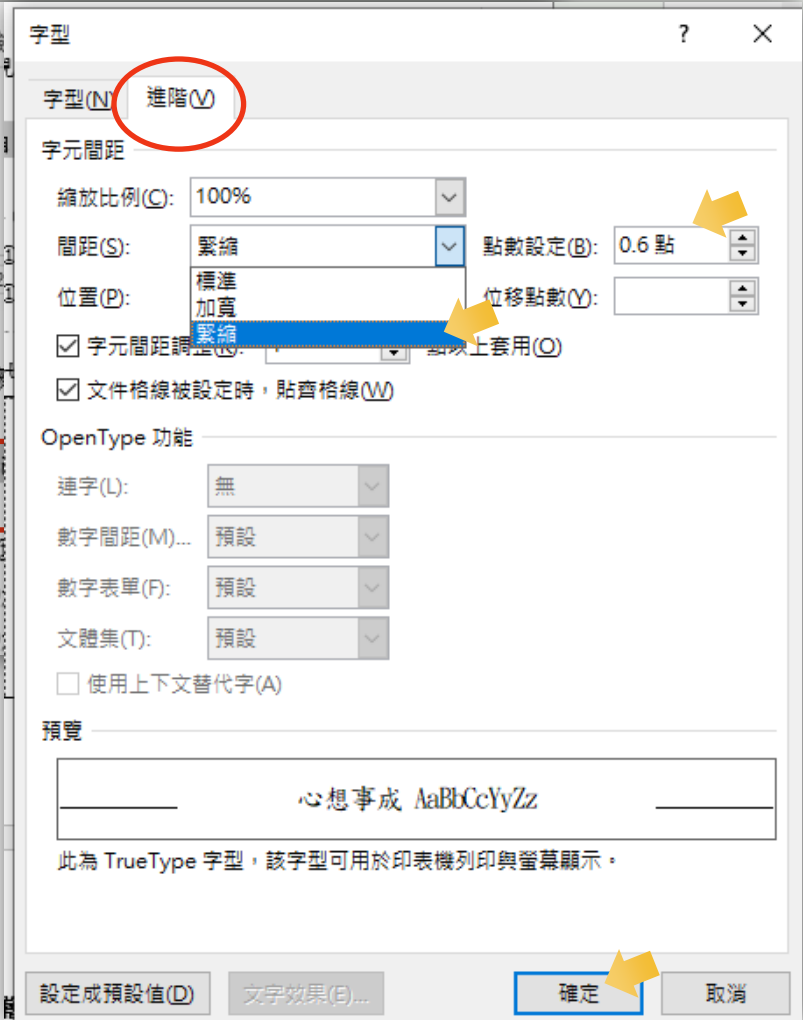 字型 ?
字型(N) 進階(V)
字元間距
縮放比例(C): 100%
間距(S): 緊縮 點數設定(B): 0.6 點
標準
位置(P): 加寬 位移點數(Y):
緊縮
字元間距調整(K): 點以上套用(O)
文件格線被設定時,貼齊格線(W)
OpenType 功能
連字(L): 無
數字間距(M)... 預設
數字表單(F): 預設
文體集(T): 預設
使用上下文替代字(A)
預覽
心想事成 AaBbCcYyZz
此為 TrueType 字型,該字型可用於印表機列印與螢幕顯示。
設定成預設值(D) 文字效果(E)... 確定 取消